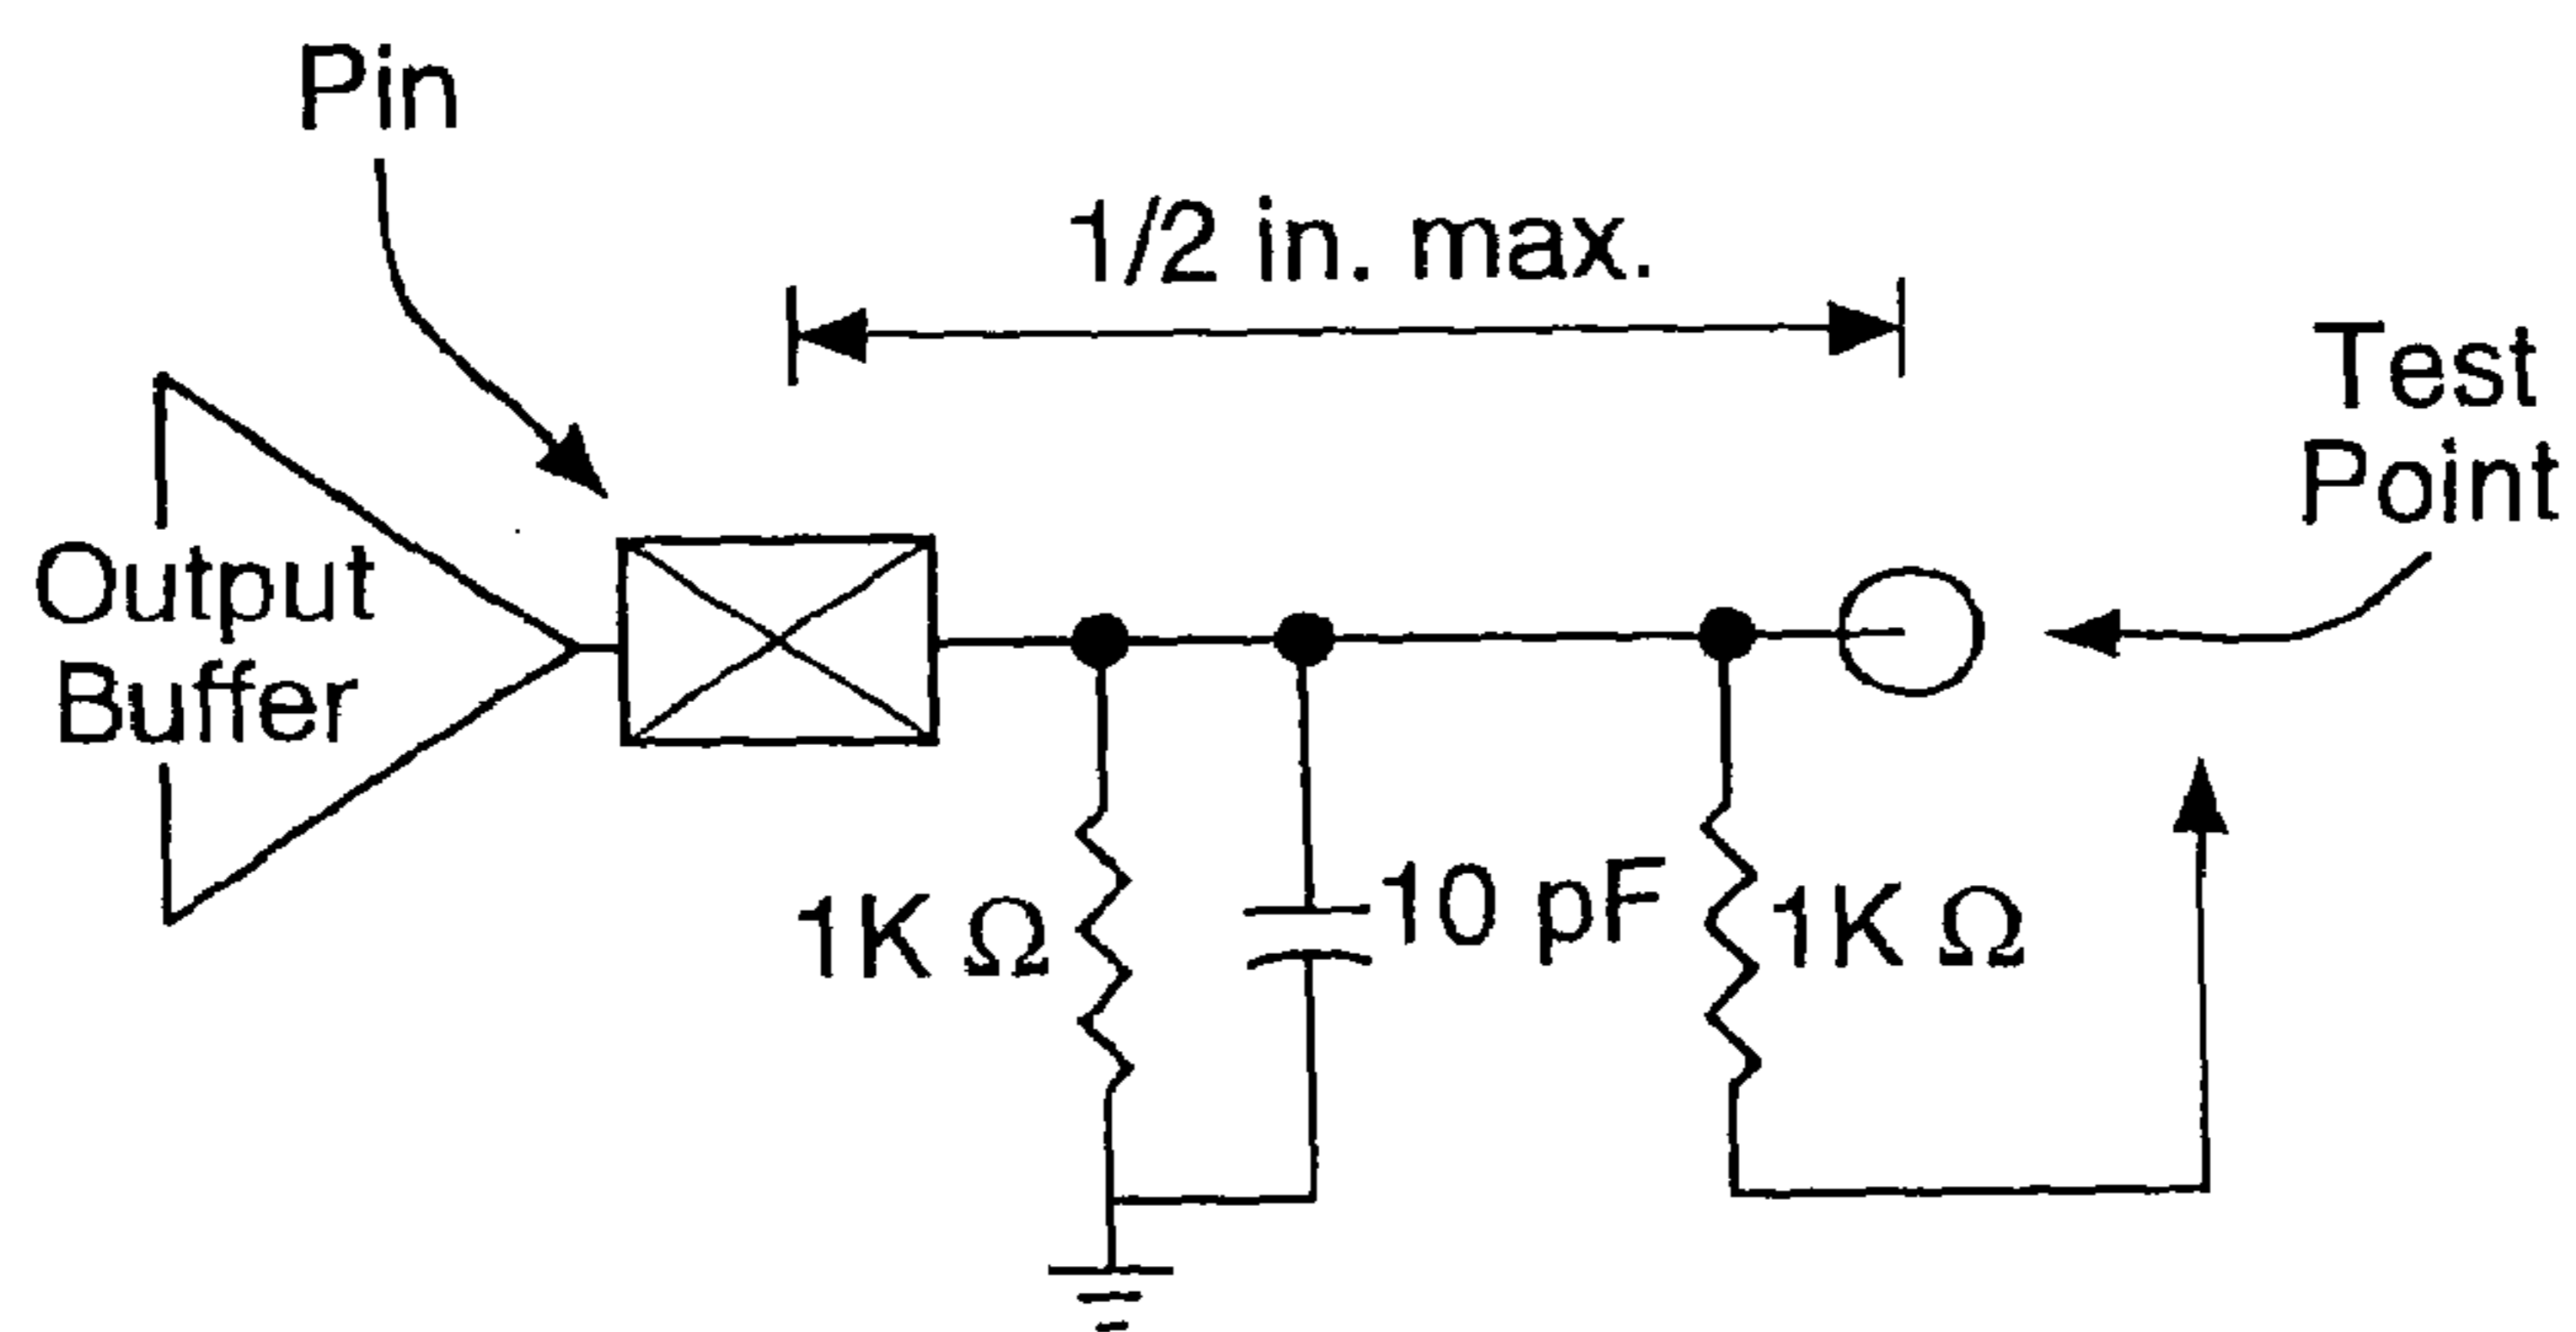 Pin
1/2 in. max.
Test
Point
Output
Buffer
1K Ω
10 pF
1K Ω